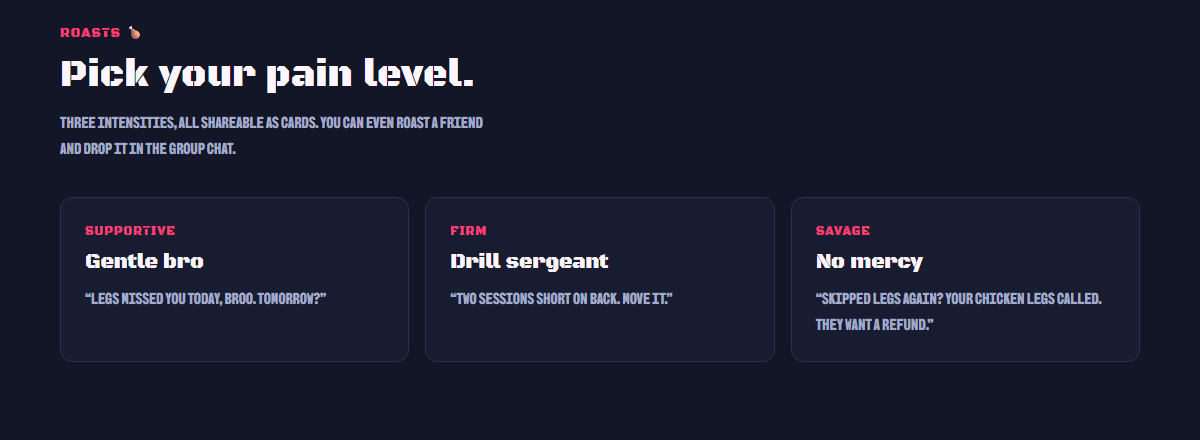 ROASTS 🍗
Pick your pain level.
THREE INTENSITIES, ALL SHAREABLE AS CARDS. YOU CAN EVEN ROAST A FRIEND
AND DROP IT IN THE GROUP CHAT.
SUPPORTIVE
Gentle bro
“LEGS MISSED YOU TODAY, BROO. TOMORROW?”
FIRM
Drill sergeant
“TWO SESSIONS SHORT ON BACK. MOVE IT.”
SAVAGE
No mercy
“SKIPPED LEGS AGAIN? YOUR CHICKEN LEGS CALLED.
THEY WANT A REFUND.”